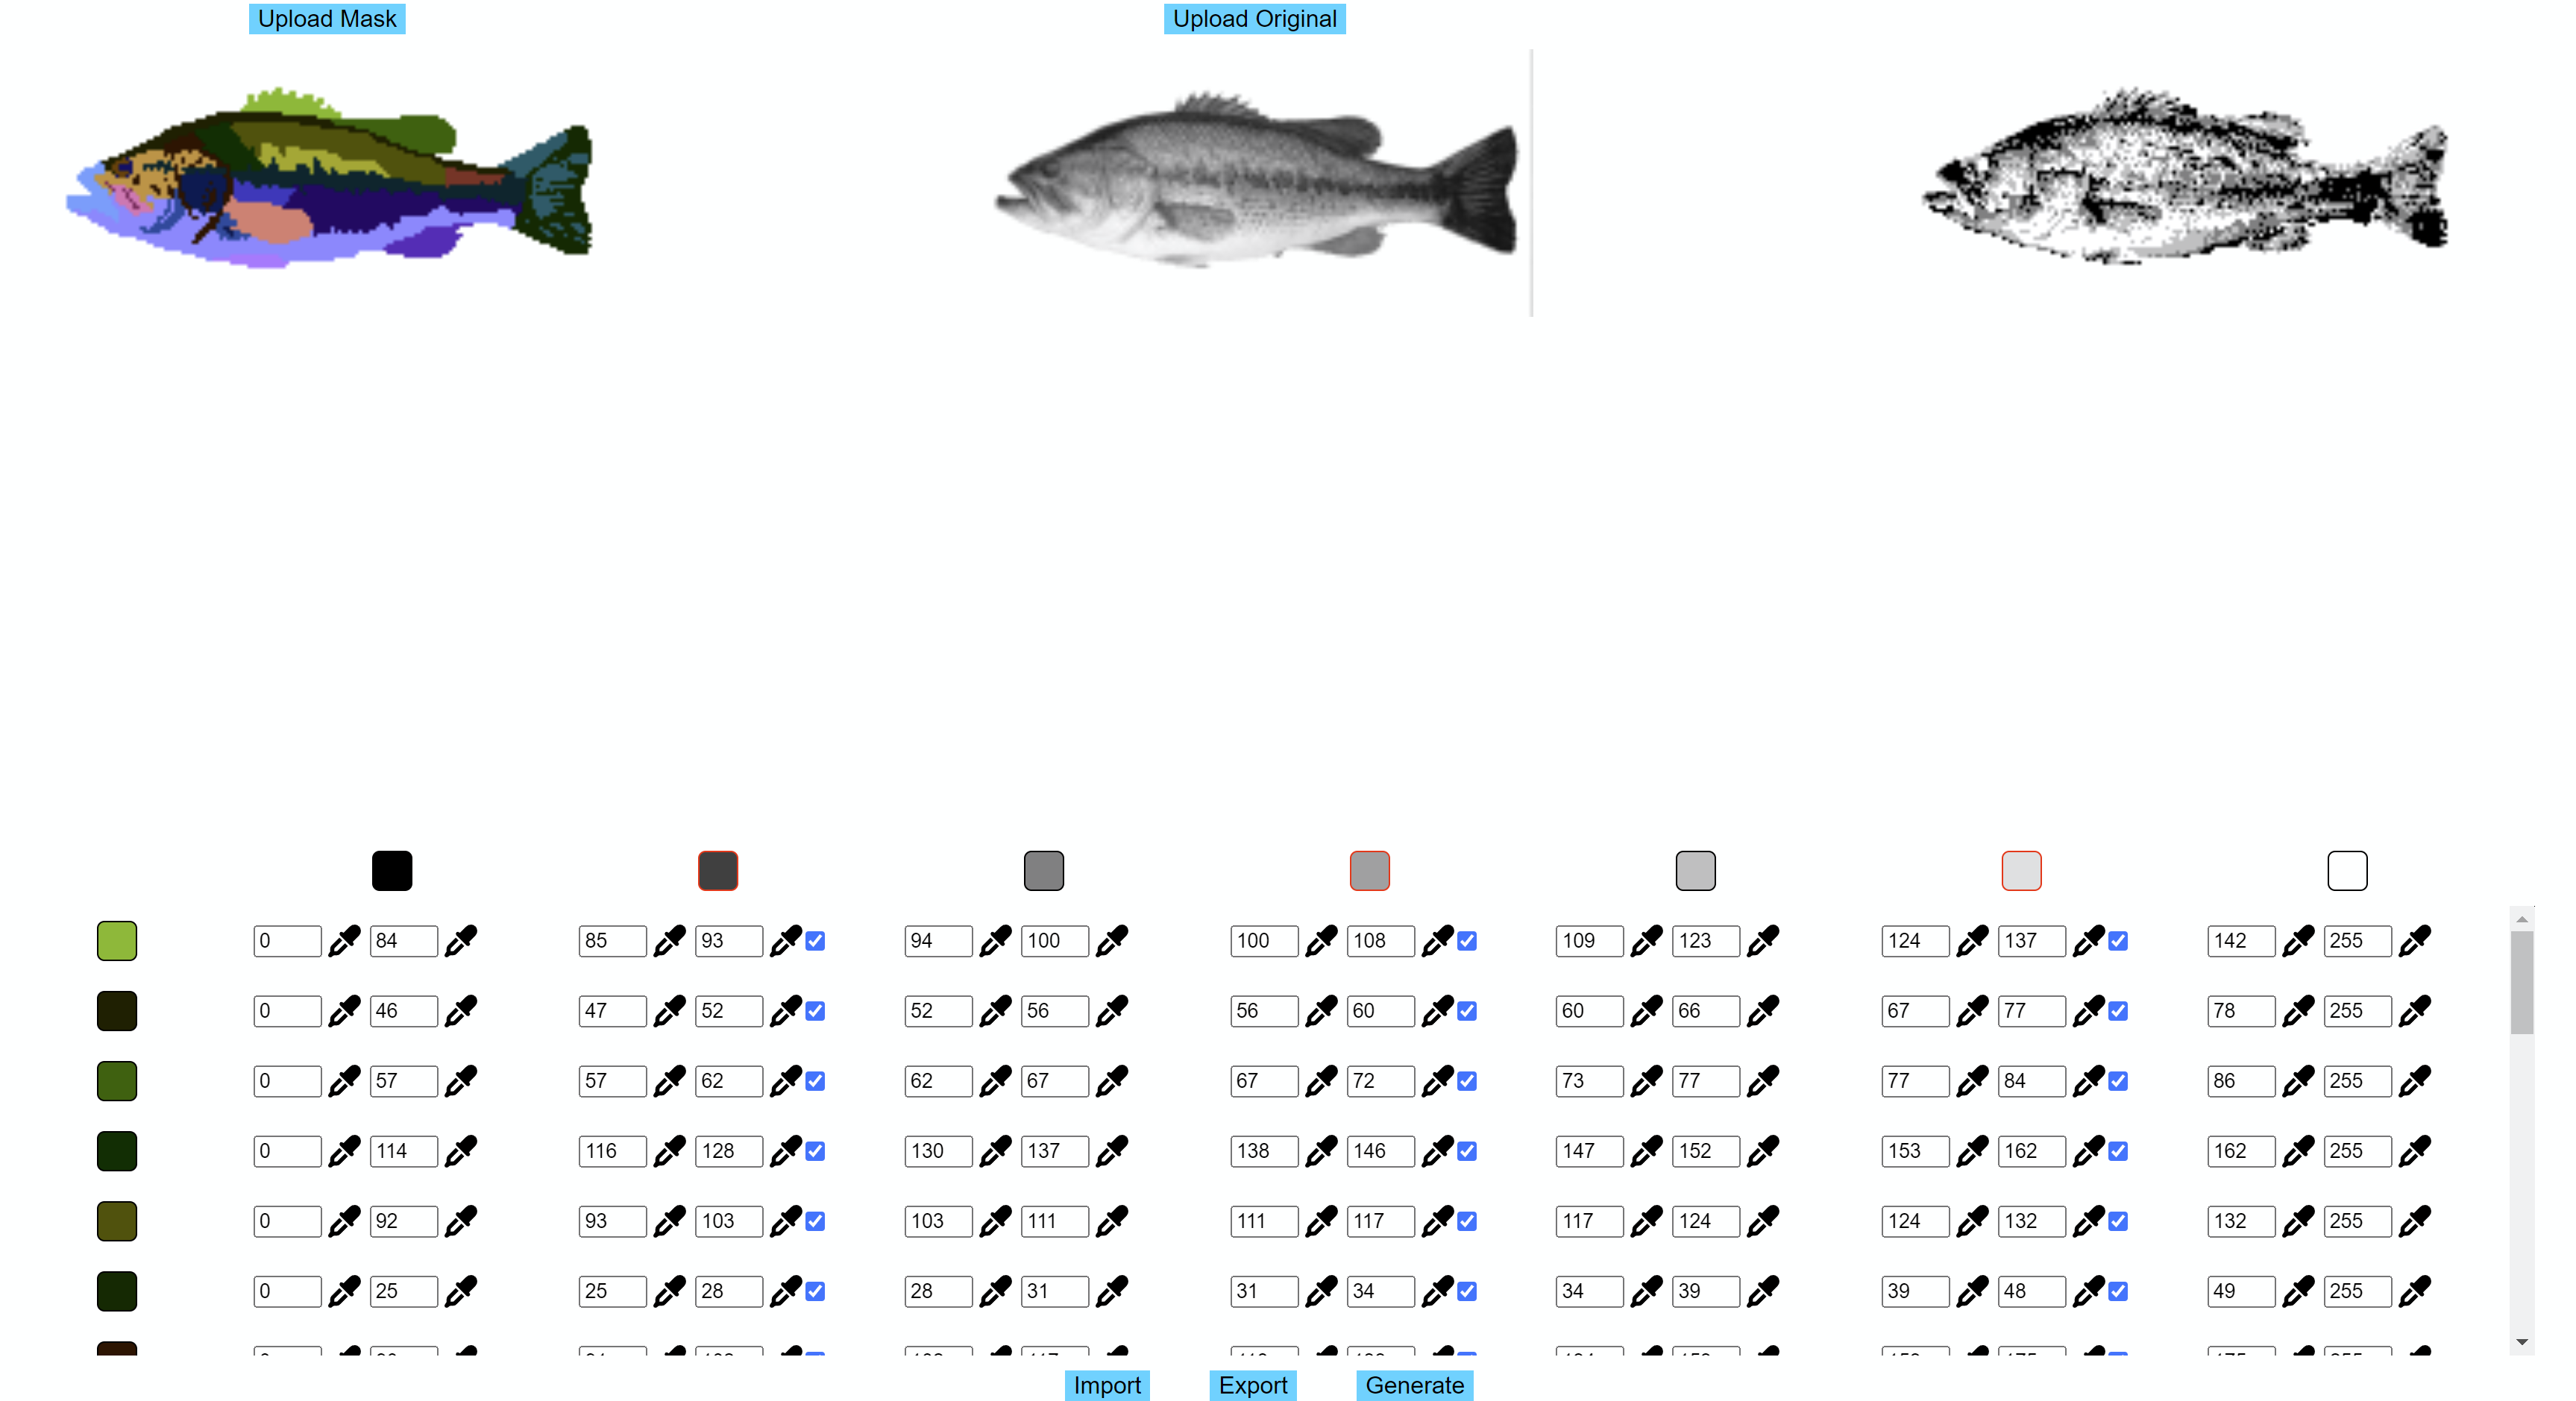 Upload Mask Upload Original
0 84 85 93 94 100 100 108 109 123 124 137 142 255
0 46 47 52 52 56 56 60 60 66 67 77 78 255
0 57 57 62 62 67 67 72 73 77 77 84 86 255
0 114 116 128 130 137 138 146 147 152 153 162 162 255
0 92 93 103 103 111 111 117 117 124 124 132 132 255
0 25 25 28 28 31 31 34 34 39 39 48 49 255
Import Export Generate